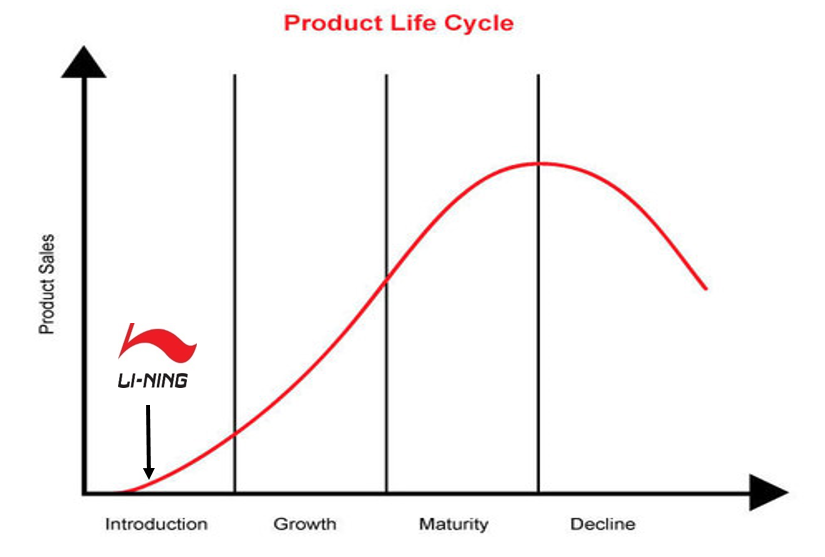 Product Life Cycle
Product Sales
LI-NING
Introduction
Growth
Maturity
Decline